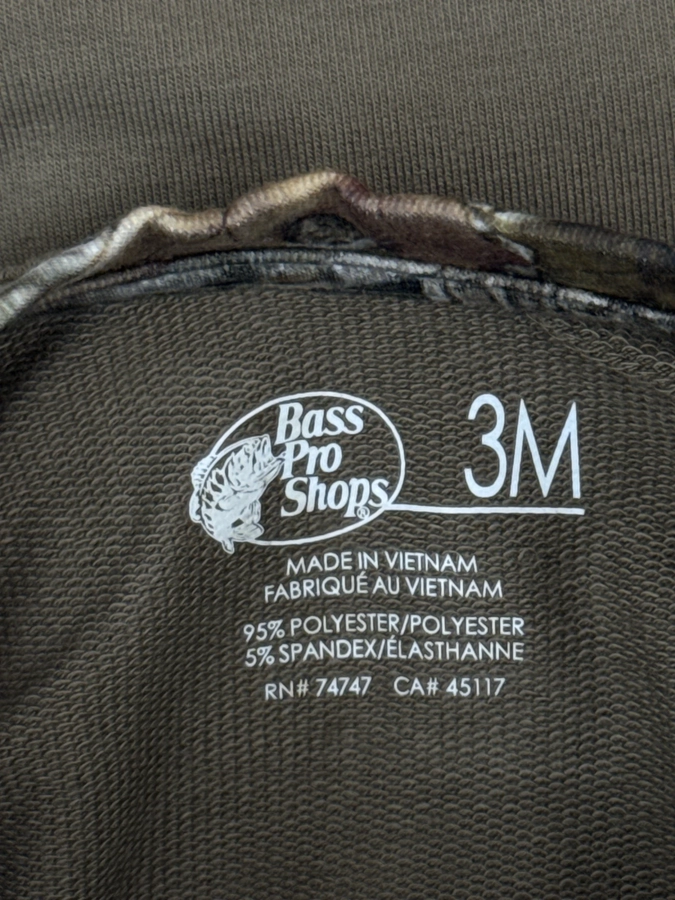 Bass
Pro
Shops®
3M
MADE IN VIETNAM
FABRIQUÉ AU VIETNAM
95% POLYESTER/POLYESTER
5% SPANDEX/ÉLASTHANNE
RN# 74747 CA# 45117